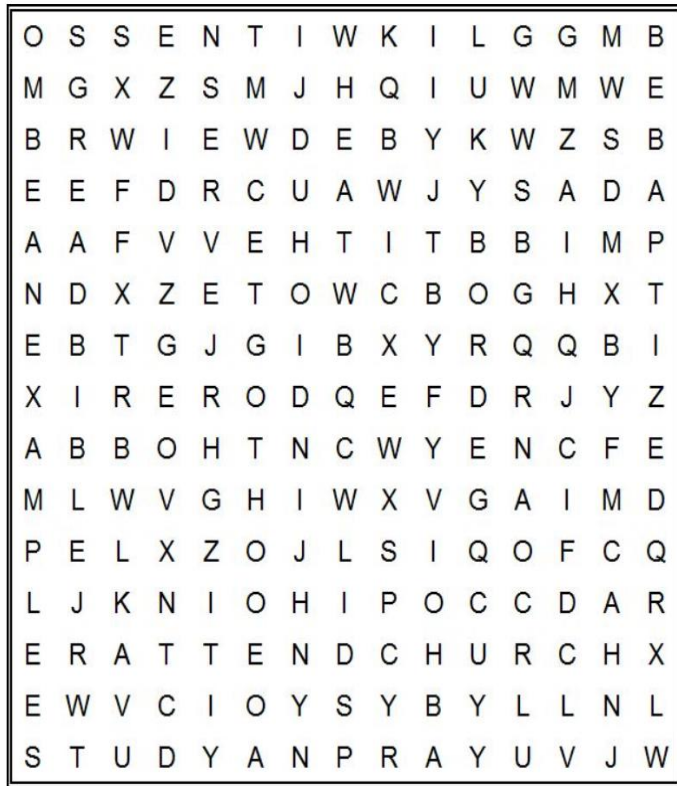 O S S E N T I W K I L G G M B
M G X Z S M J H Q I U W M W E
B R W I E W D E B Y K W Z S B
E E F D R C U A W J Y S A D A
A A F V V E H T I T B B I M P
N D X Z E T O W C B O G H X T
E B T G J G I B X Y R Q Q B I
X I R E R O D Q E F D R J Y Z
A B B O H T N C W Y E N C F E
M L W V G H I W X V G A I M D
P E L X Z O J L S I Q O F C Q
L J K N I O H I P O C C D A R
E R A T T E N D C H U R C H X
E W V C I O Y S Y B Y L L N L
S T U D Y A N P R A Y U V J W